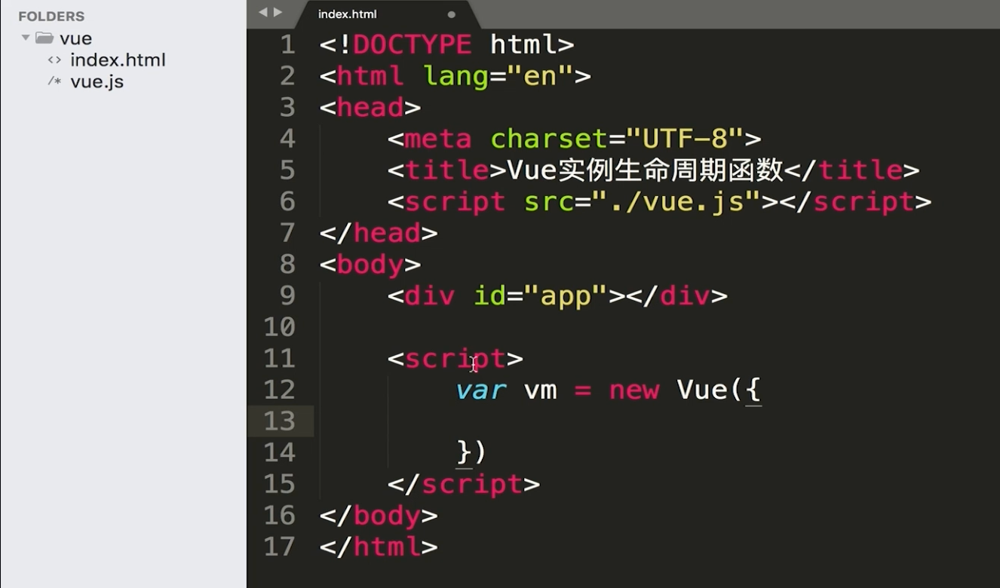 FOLDERS
vue
index.html
vue.js
index.html
1 <!DOCTYPE html>
2 <html lang="en">
3 <head>
4 <meta charset="UTF-8">
5 <title>Vue实例生命周期函数</title>
6 <script src="./vue.js"></script>
7 </head>
8 <body>
9 <div id="app"></div>
10
11 <script>
12 var vm = new Vue({
13
14 })
15 </script>
16 </body>
17 </html>